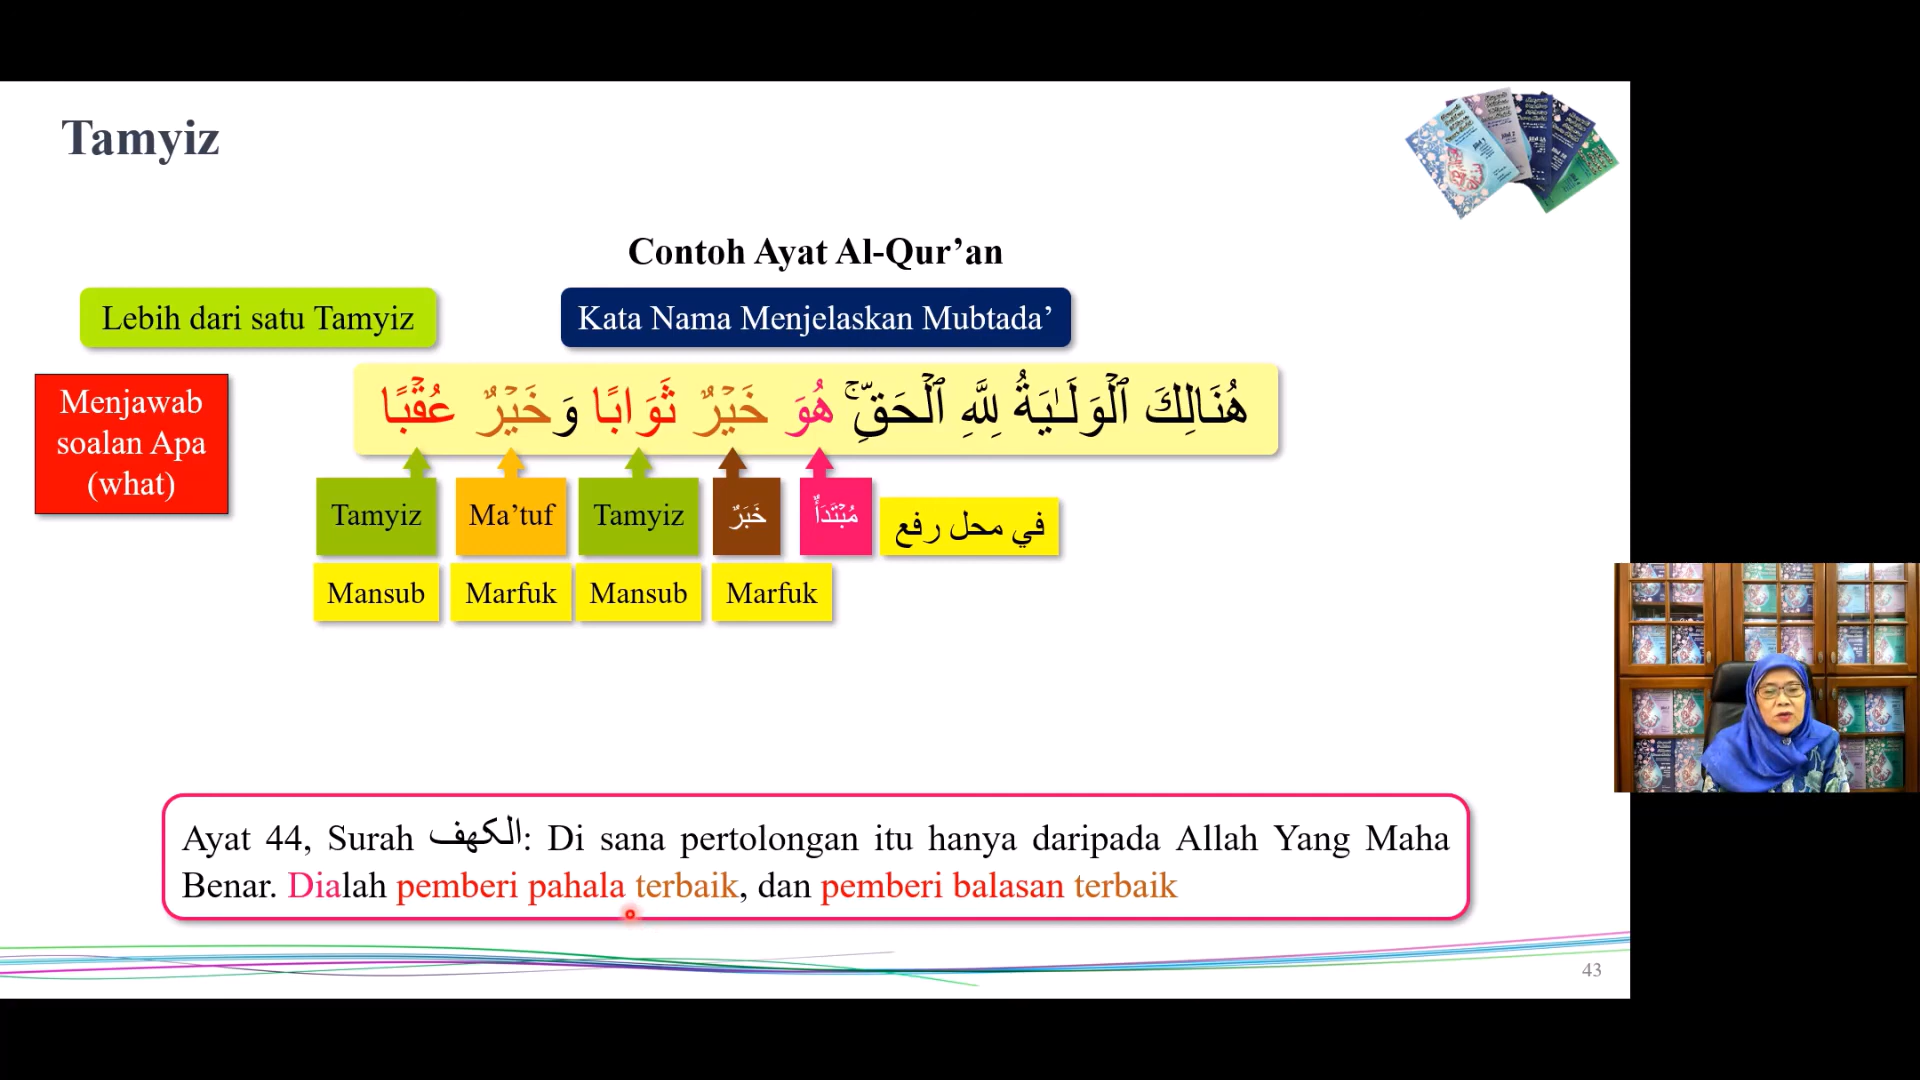 Tamyiz
Contoh Ayat Al-Qur’an
Lebih dari satu Tamyiz
Kata Nama Menjelaskan Mubtada’
Menjawab
soalan Apa
(what)
هُنَالِكَ ٱلْوَلَـٰيَةُ لِلَّهِ ٱلْحَقِّ ۚ هُوَ خَيْرٌ ثَوَابًا وَخَيْرٌ عُقْبًا
Tamyiz
Ma’tuf
Tamyiz
خَبَرٌ
مُبْتَدَأٌ
في محل رفع
Mansub
Marfuk
Mansub
Marfuk
Ayat 44, Surah الكهف: Di sana pertolongan itu hanya daripada Allah Yang Maha
Benar. Dialah pemberi pahala terbaik, dan pemberi balasan terbaik
43